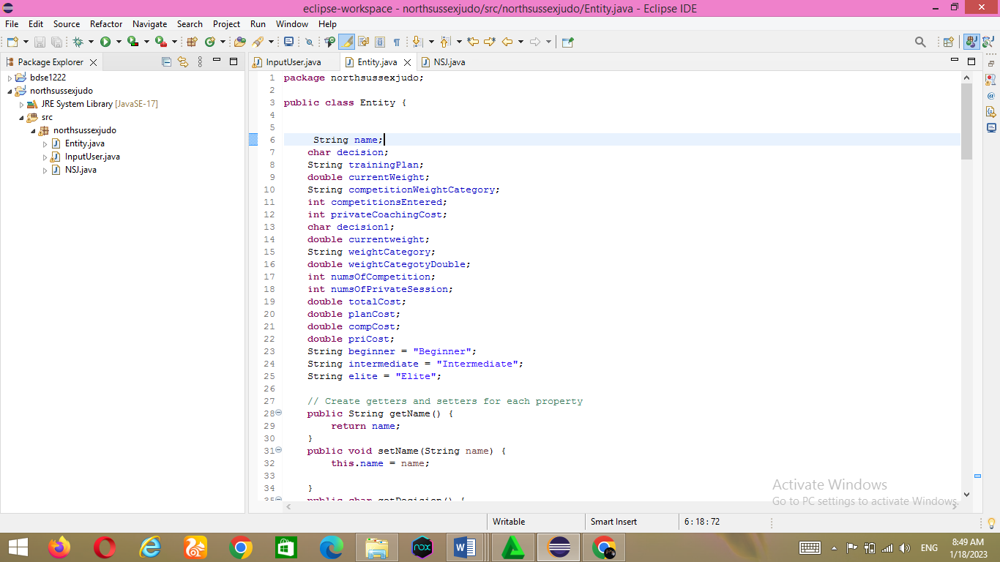 eclipse-workspace - northsussexjudo/src/northsussexjudo/Entity.java - Eclipse IDE
File Edit Source Refactor Navigate Search Project Run Window Help
Package Explorer
InputUser.java Entity.java NSJ.java
bdse1222
northsussexjudo
JRE System Library [JavaSE-17]
src
northsussexjudo
Entity.java
InputUser.java
NSJ.java
1 package northsussexjudo;
2
3 public class Entity {
4
5
6 String name;
7 char decision;
8 String trainingPlan;
9 double currentWeight;
10 String competitionWeightCategory;
11 int competitionsEntered;
12 int privateCoachingCost;
13 char decision1;
14 double currentweight;
15 String weightCategory;
16 double weightCategotyDouble;
17 int numsOfCompetition;
18 int numsOfPrivateSession;
19 double totalCost;
20 double planCost;
21 double compCost;
22 double priCost;
23 String beginner = "Beginner";
24 String intermediate = "Intermediate";
25 String elite = "Elite";
26
27 // Create getters and setters for each property
28 public String getName() {
29 return name;
30 }
31 public void setName(String name) {
32 this.name = name;
33
34 }
35 public char getDecision() {
Activate Windows
Go to PC settings to activate Windows.
Writable Smart Insert 6 : 18 : 72
nox
ENG
8:49 AM
1/18/2023